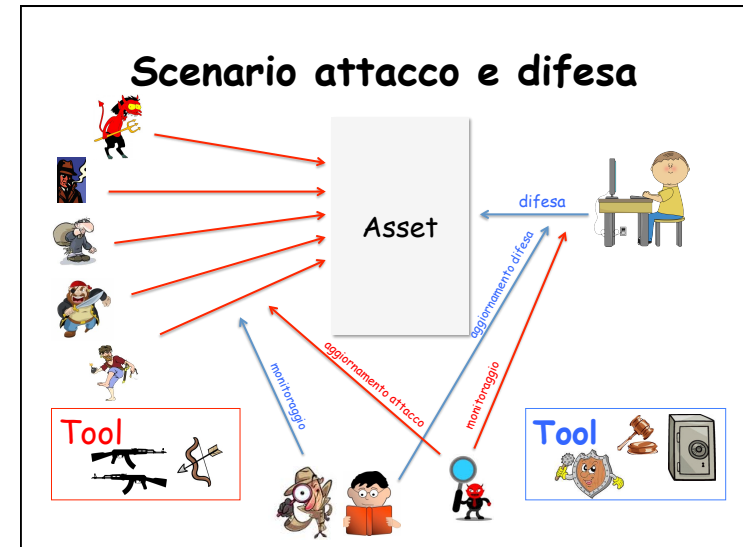 Scenario attacco e difesa
Asset
difesa
aggiornamento difesa
monitoraggio
aggiornamento attacco
monitoraggio
Tool
Tool